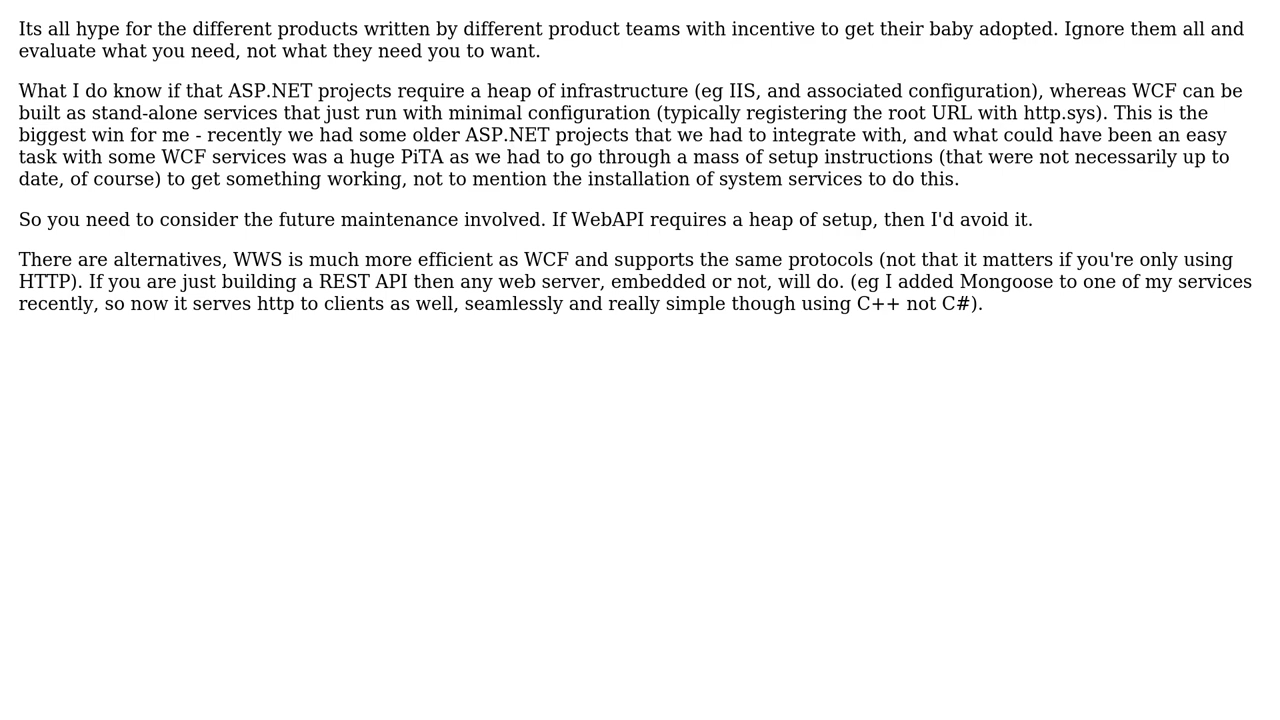 Its all hype for the different products written by different product teams with incentive to get their baby adopted. Ignore them all and
evaluate what you need, not what they need you to want.
What I do know if that ASP.NET projects require a heap of infrastructure (eg IIS, and associated configuration), whereas WCF can be
built as stand-alone services that just run with minimal configuration (typically registering the root URL with http.sys). This is the
biggest win for me - recently we had some older ASP.NET projects that we had to integrate with, and what could have been an easy
task with some WCF services was a huge PiTA as we had to go through a mass of setup instructions (that were not necessarily up to
date, of course) to get something working, not to mention the installation of system services to do this.
So you need to consider the future maintenance involved. If WebAPI requires a heap of setup, then I'd avoid it.
There are alternatives, WWS is much more efficient as WCF and supports the same protocols (not that it matters if you're only using
HTTP). If you are just building a REST API then any web server, embedded or not, will do. (eg I added Mongoose to one of my services
recently, so now it serves http to clients as well, seamlessly and really simple though using C++ not C#).